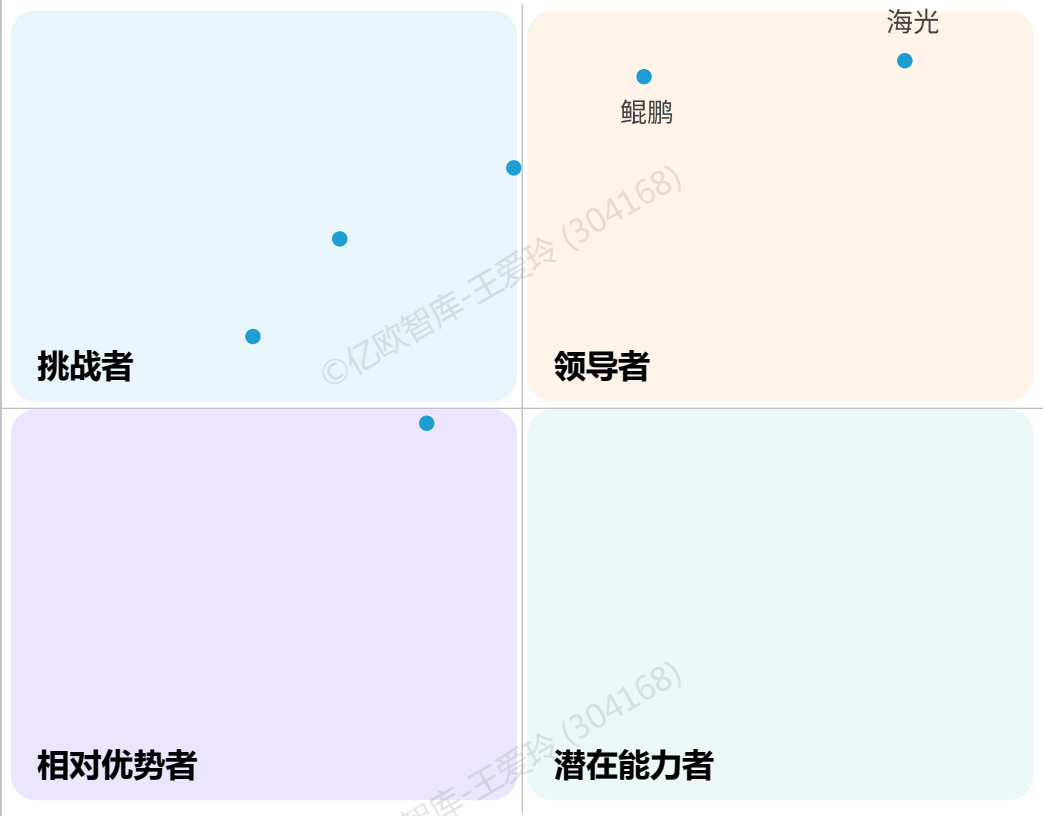 海光
鲲鹏
©亿欧智库-王爱玲 (304168)
挑战者
领导者
智库-王爱玲 (304168)
相对优势者
潜在能力者